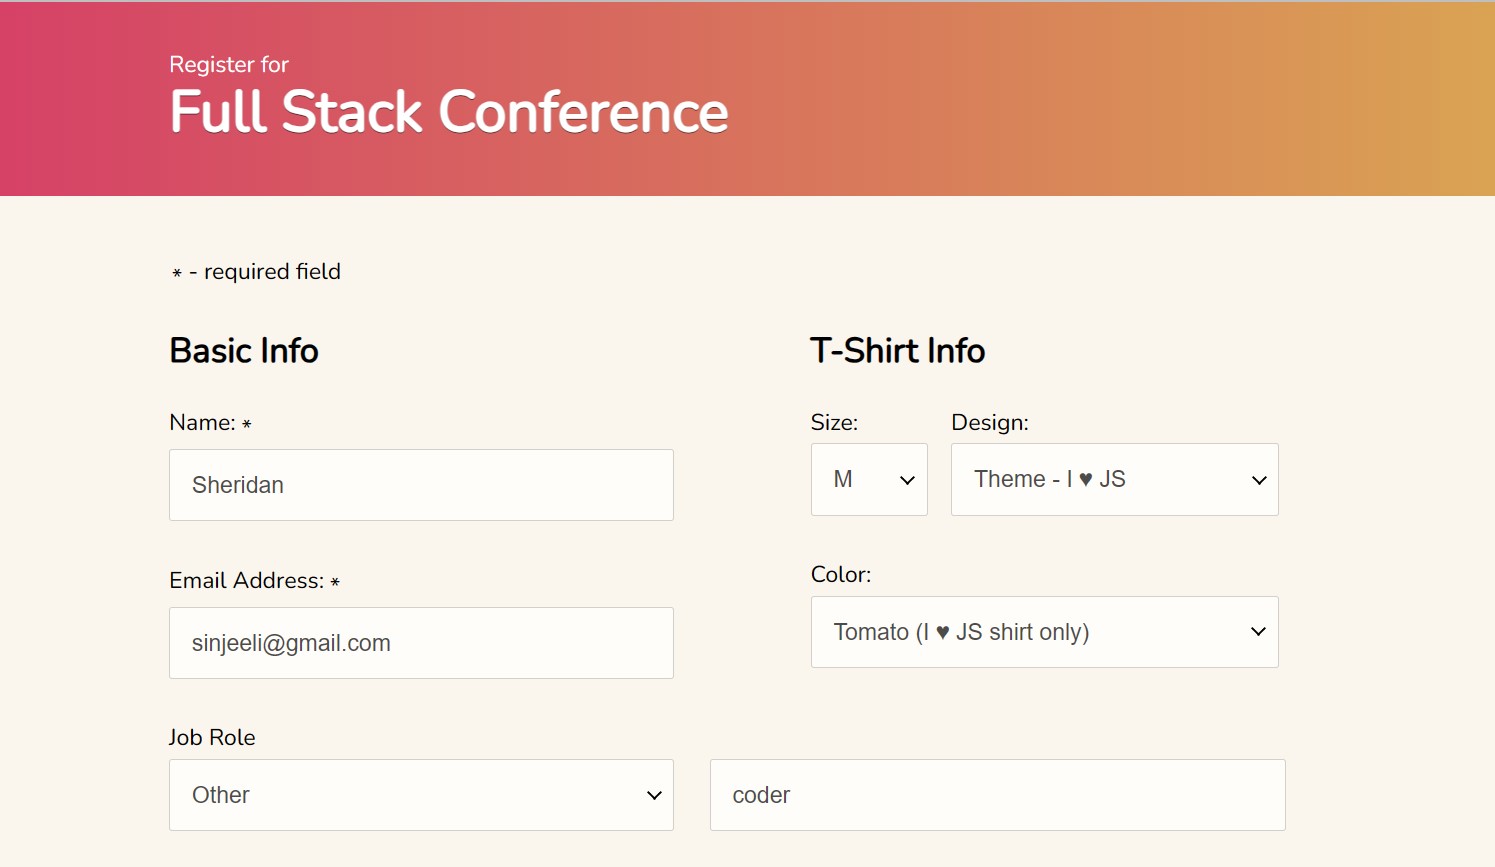 Register for
Full Stack Conference
* - required field
Basic Info
Name: *
Sheridan
Email Address: *
sinjeeli@gmail.com
Job Role
Other
coder
T-Shirt Info
Size:
M
Design:
Theme - I ♥ JS
Color:
Tomato (I ♥ JS shirt only)